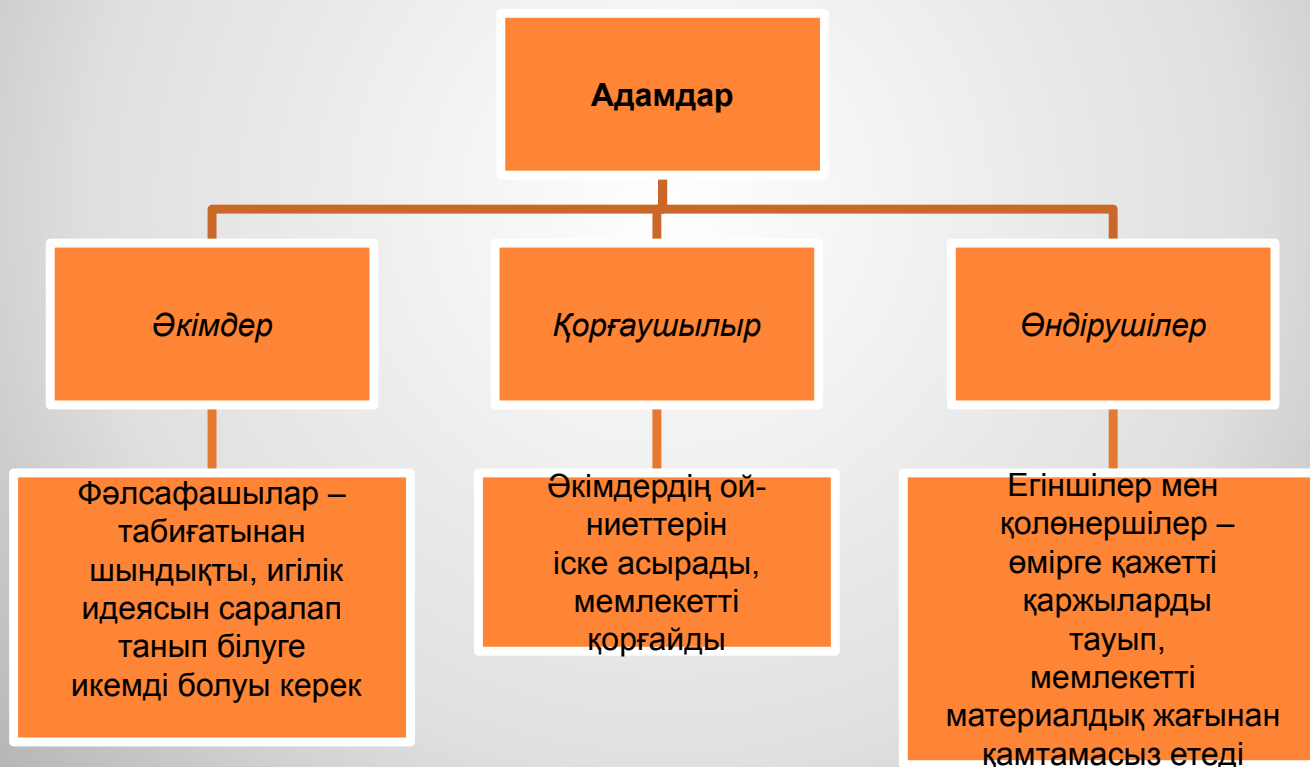 Адамдар
Әкімдер
Қорғаушылыр
Өндірушілер
Фәлсафашылар –
табиғатынан
шындықты, игілік
идеясын саралап
танып білуге
икемді болуы керек
Әкімдердің ой-
ниеттерін
іске асырады,
мемлекетті
қорғайды
Егіншілер мен
қолөнершілер –
өмірге қажетті
қаржыларды
тауып,
мемлекетті
материалдық жағынан
қамтамасыз етеді